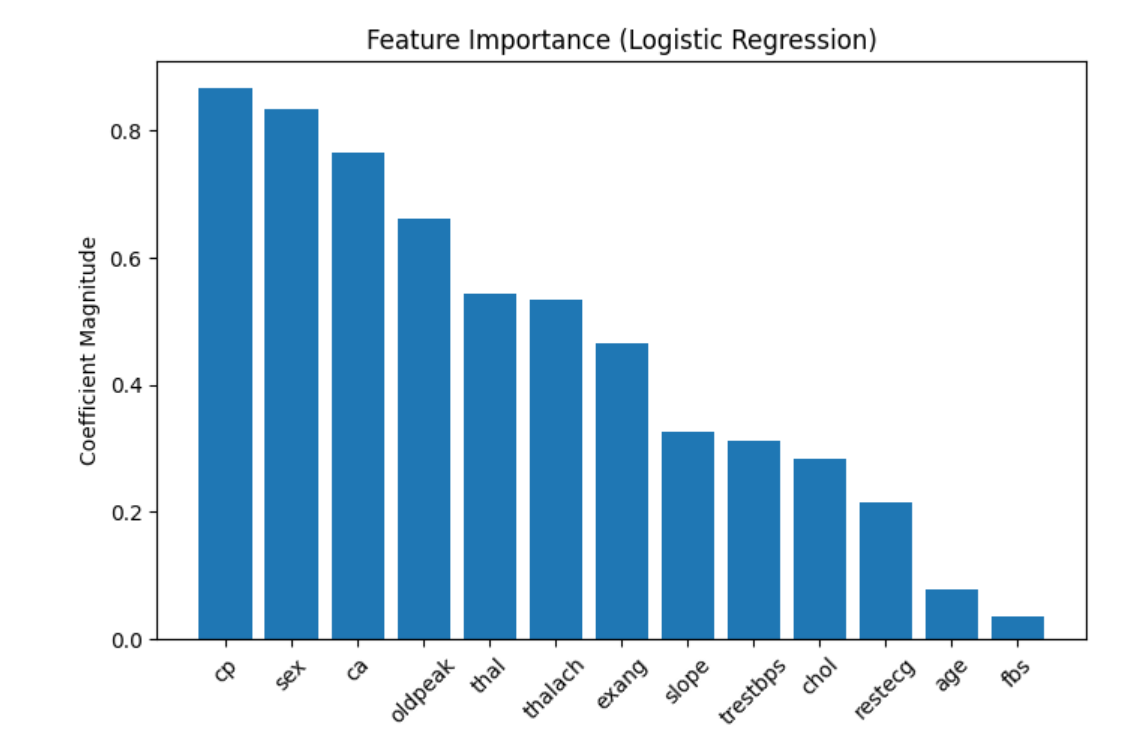 Feature Importance (Logistic Regression)
Coefficient Magnitude
0.8
0.6
0.4
0.2
0.0
cp
sex
ca
oldpeak
thal
thalach
exang
slope
trestbps
chol
restecg
age
fbs